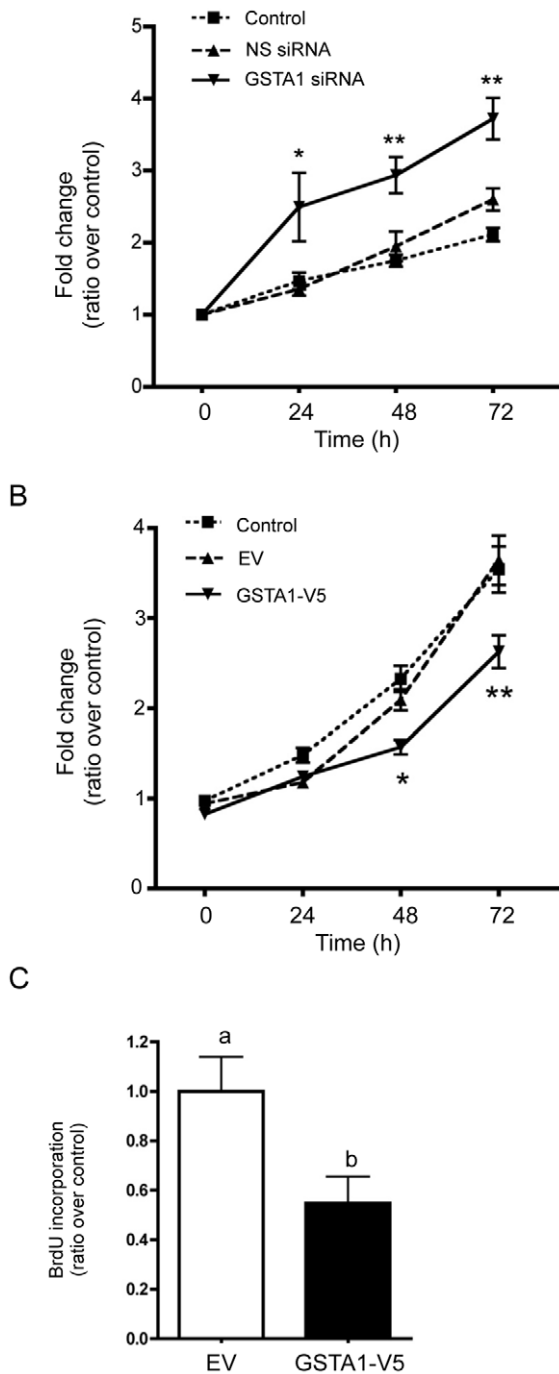 Control
NS siRNA
GSTA1 siRNA
5
4
3
2
1
0
*
**
**
Fold change
(ratio over control)
0 24 48 72
Time (h)
B
Control
EV
GSTA1-V5
4
3
2
1
0
*
**
Fold change
(ratio over control)
0 24 48 72
Time (h)
C
1.2
1.0
0.8
0.6
0.4
0.2
0.0
a
b
BrdU incorporation
(ratio over control)
EV GSTA1-V5